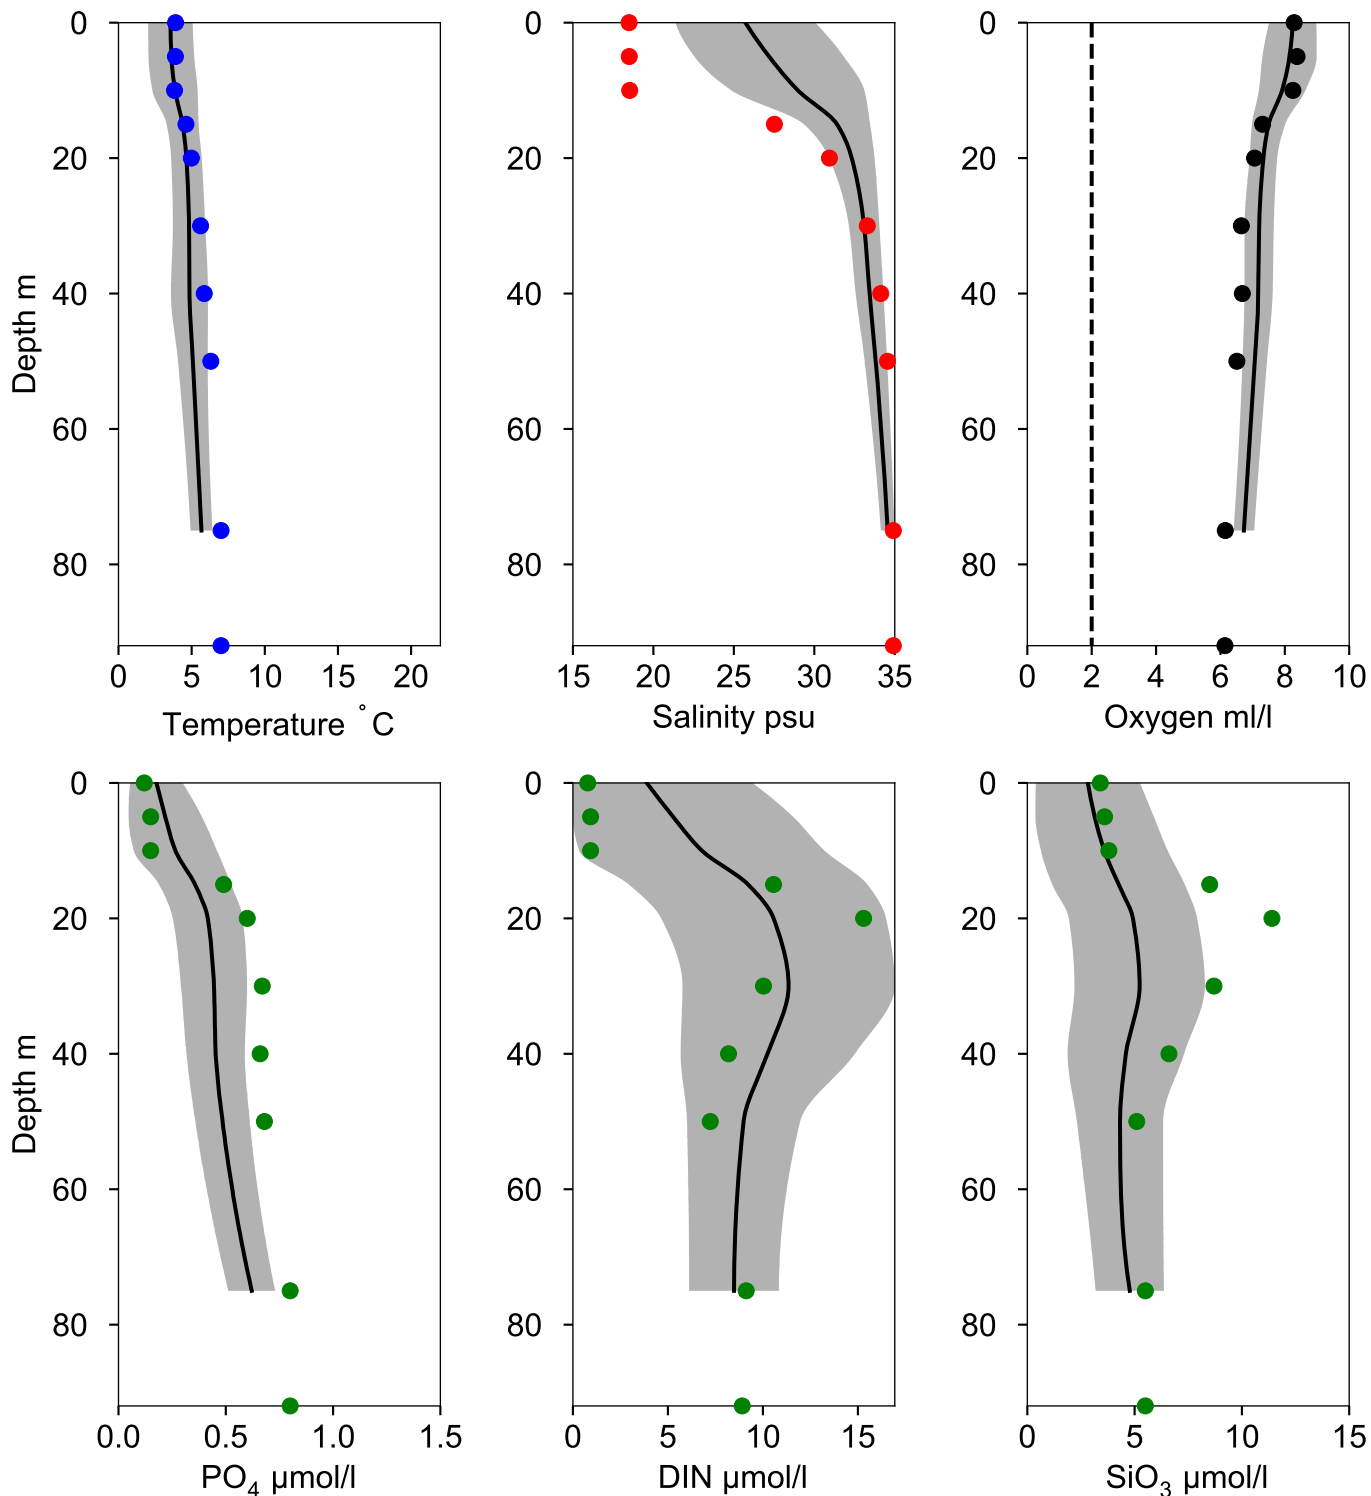 0
20
40
60
80
Depth m
0 5 10 15 20
Temperature °C
15 20 25 30 35
Salinity psu
0
20
40
60
80
0 2 4 6 8 10
Oxygen ml/l
0
20
40
60
80
0
20
40
60
80
Depth m
0.0 0.5 1.0 1.5
PO₄ µmol/l
0
20
40
60
80
0 5 10 15
DIN µmol/l
0
20
40
60
80
0 5 10 15
SiO₃ µmol/l